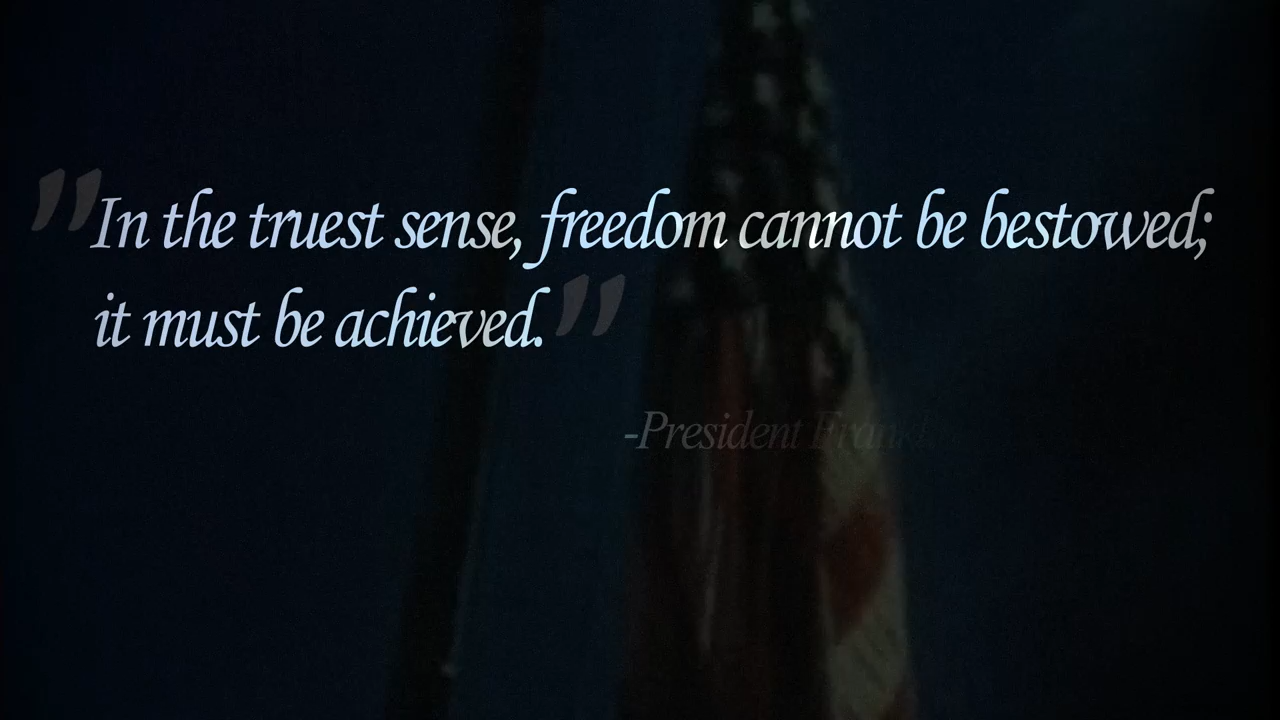 "In the truest sense, freedom cannot be bestowed;
it must be achieved."
-President